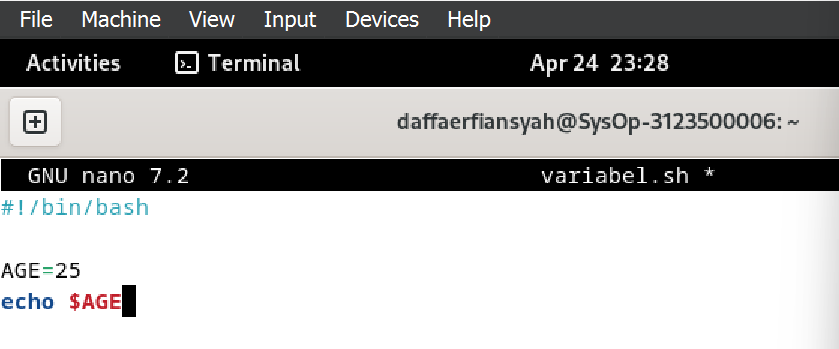 File Machine View Input Devices Help
Activities Terminal Apr 24 23:28
daffaerfiansyah@SysOp-3123500006: ~
GNU nano 7.2 variabel.sh *
#!/bin/bash
AGE=25
echo $AGE